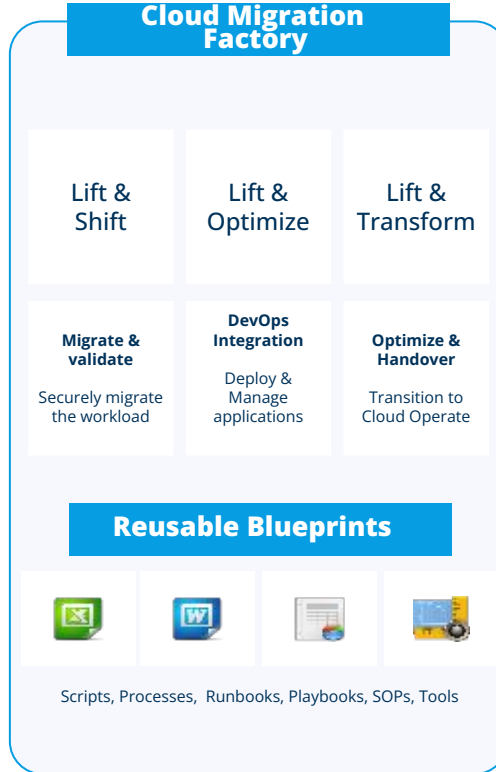 Cloud Migration
Factory
Lift &
Shift
Lift &
Optimize
Lift &
Transform
Migrate &
validate
Securely migrate
the workload
DevOps
Integration
Deploy &
Manage
applications
Optimize &
Handover
Transition to
Cloud Operate
Reusable Blueprints
X
W
Scripts, Processes, Runbooks, Playbooks, SOPs, Tools